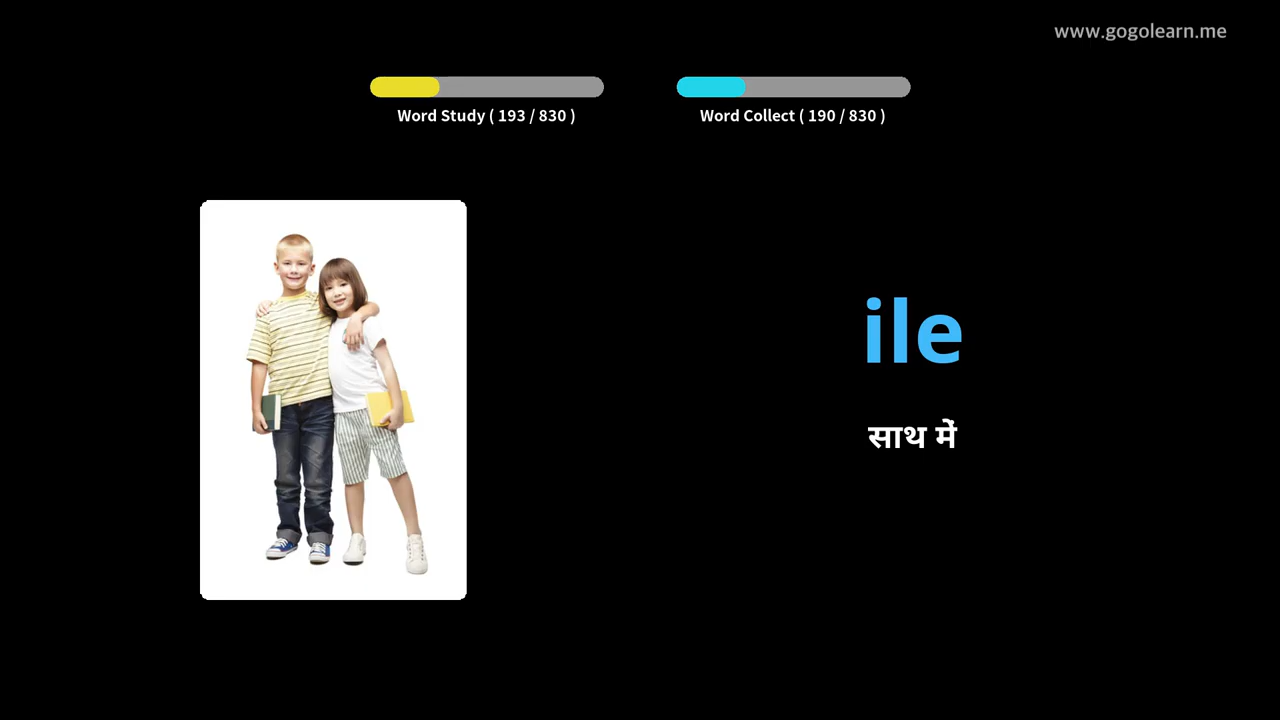 www.gogolearn.me
Word Study ( 193 / 830 )
Word Collect ( 190 / 830 )
ile
साथ में